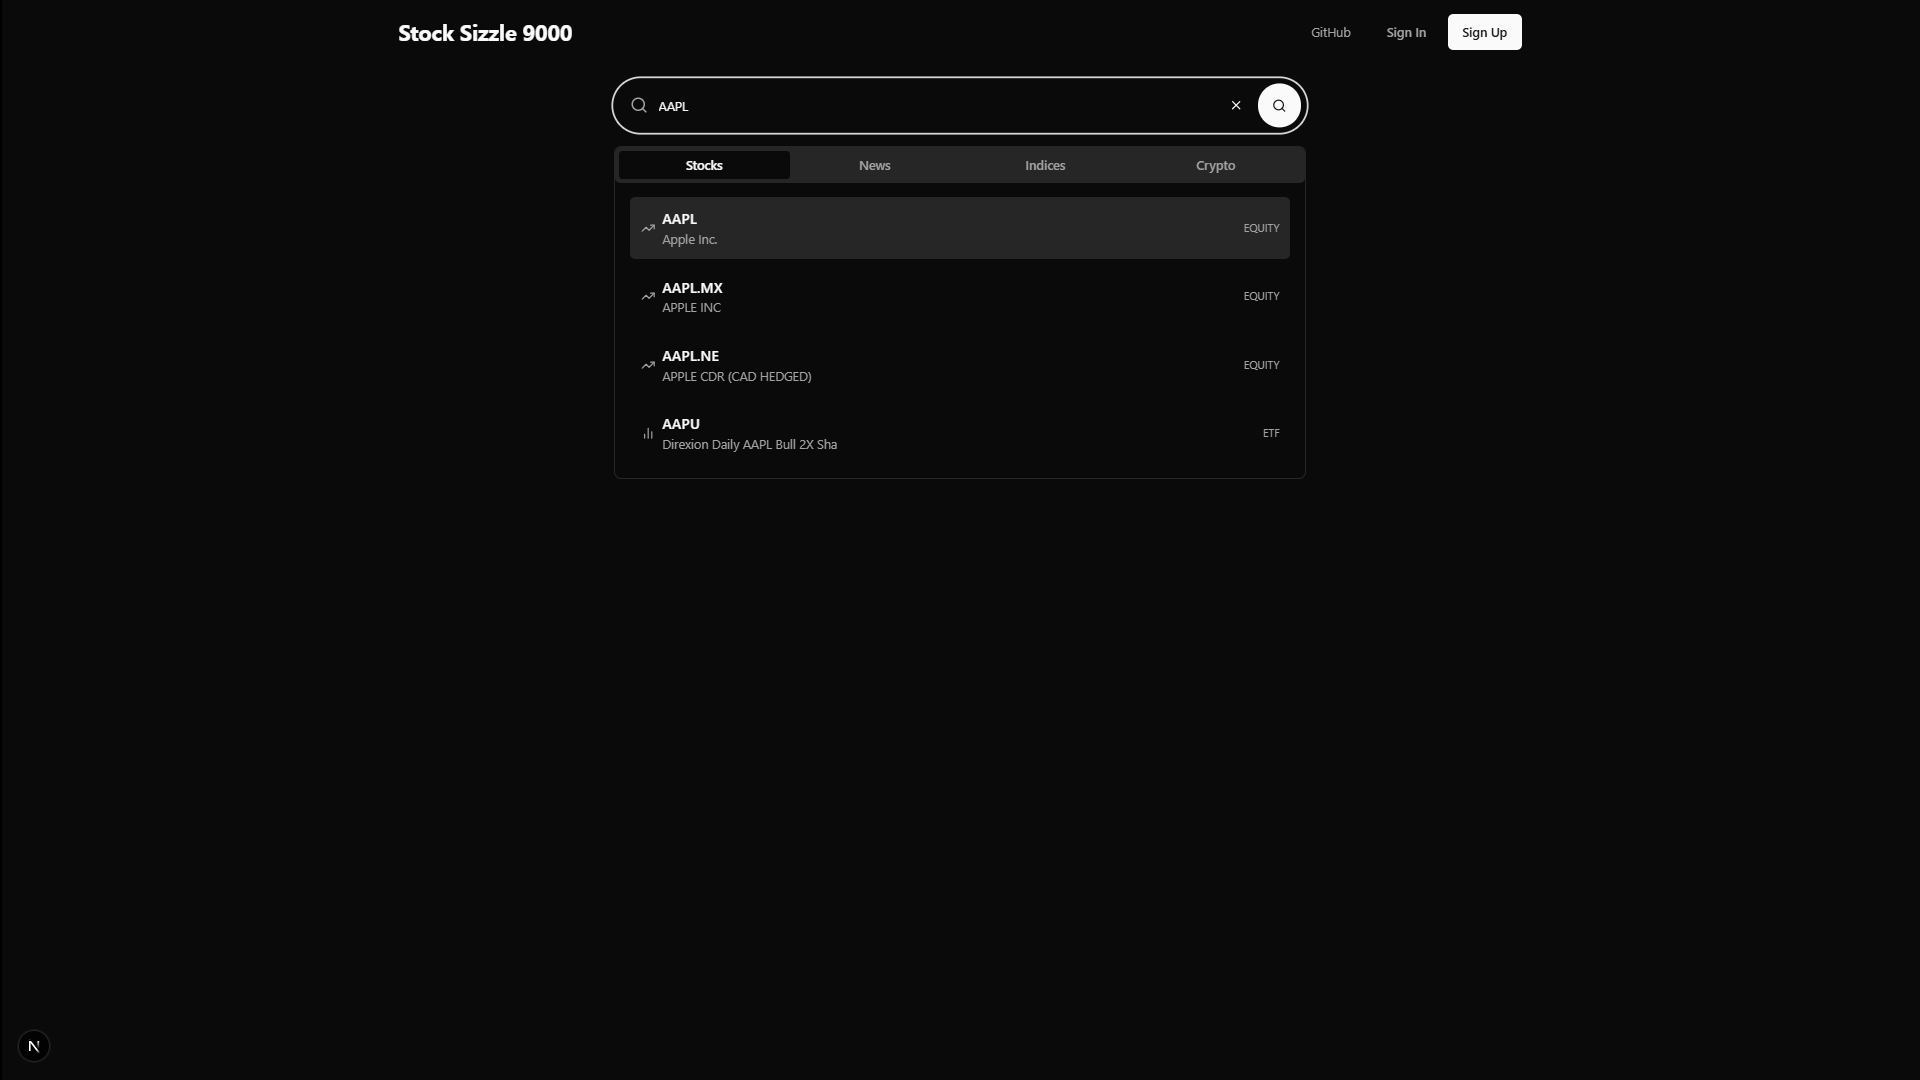 Stock Sizzle 9000
GitHub
Sign In
Sign Up
AAPL
Stocks
News
Indices
Crypto
AAPL
Apple Inc.
EQUITY
AAPL.MX
APPLE INC
EQUITY
AAPL.NE
APPLE CDR (CAD HEDGED)
EQUITY
AAPU
Direxion Daily AAPL Bull 2X Sha
ETF
N